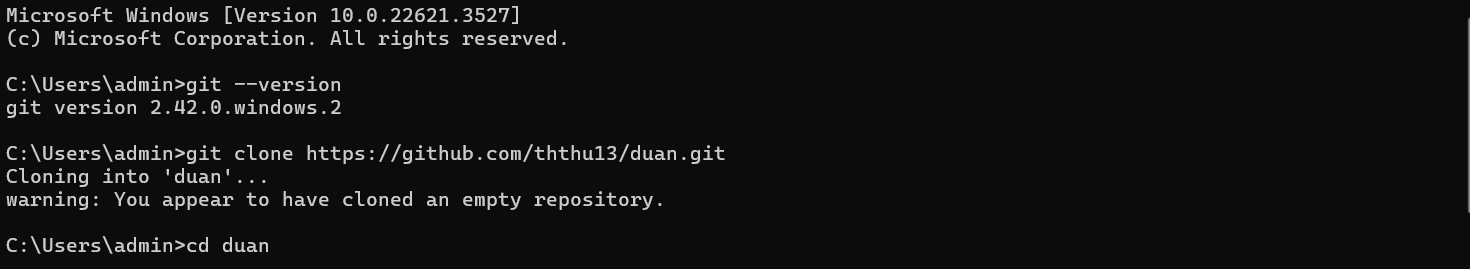 Microsoft Windows [Version 10.0.22621.3527]
(c) Microsoft Corporation. All rights reserved.
C:\Users\admin>git --version
git version 2.42.0.windows.2
C:\Users\admin>git clone https://github.com/ththu13/duan.git
Cloning into 'duan'...
warning: You appear to have cloned an empty repository.
C:\Users\admin>cd duan